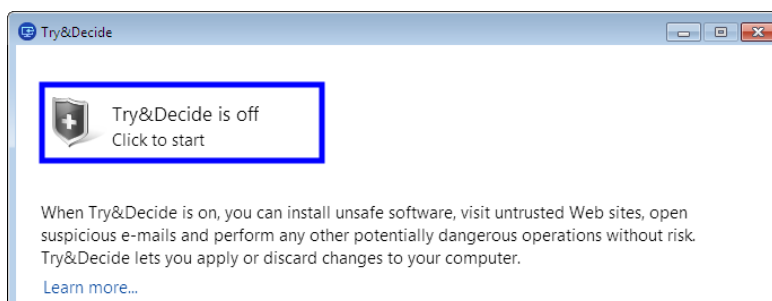 Try&Decide
Try&Decide is off
Click to start
When Try&Decide is on, you can install unsafe software, visit untrusted Web sites, open
suspicious e-mails and perform any other potentially dangerous operations without risk.
Try&Decide lets you apply or discard changes to your computer.
Learn more...